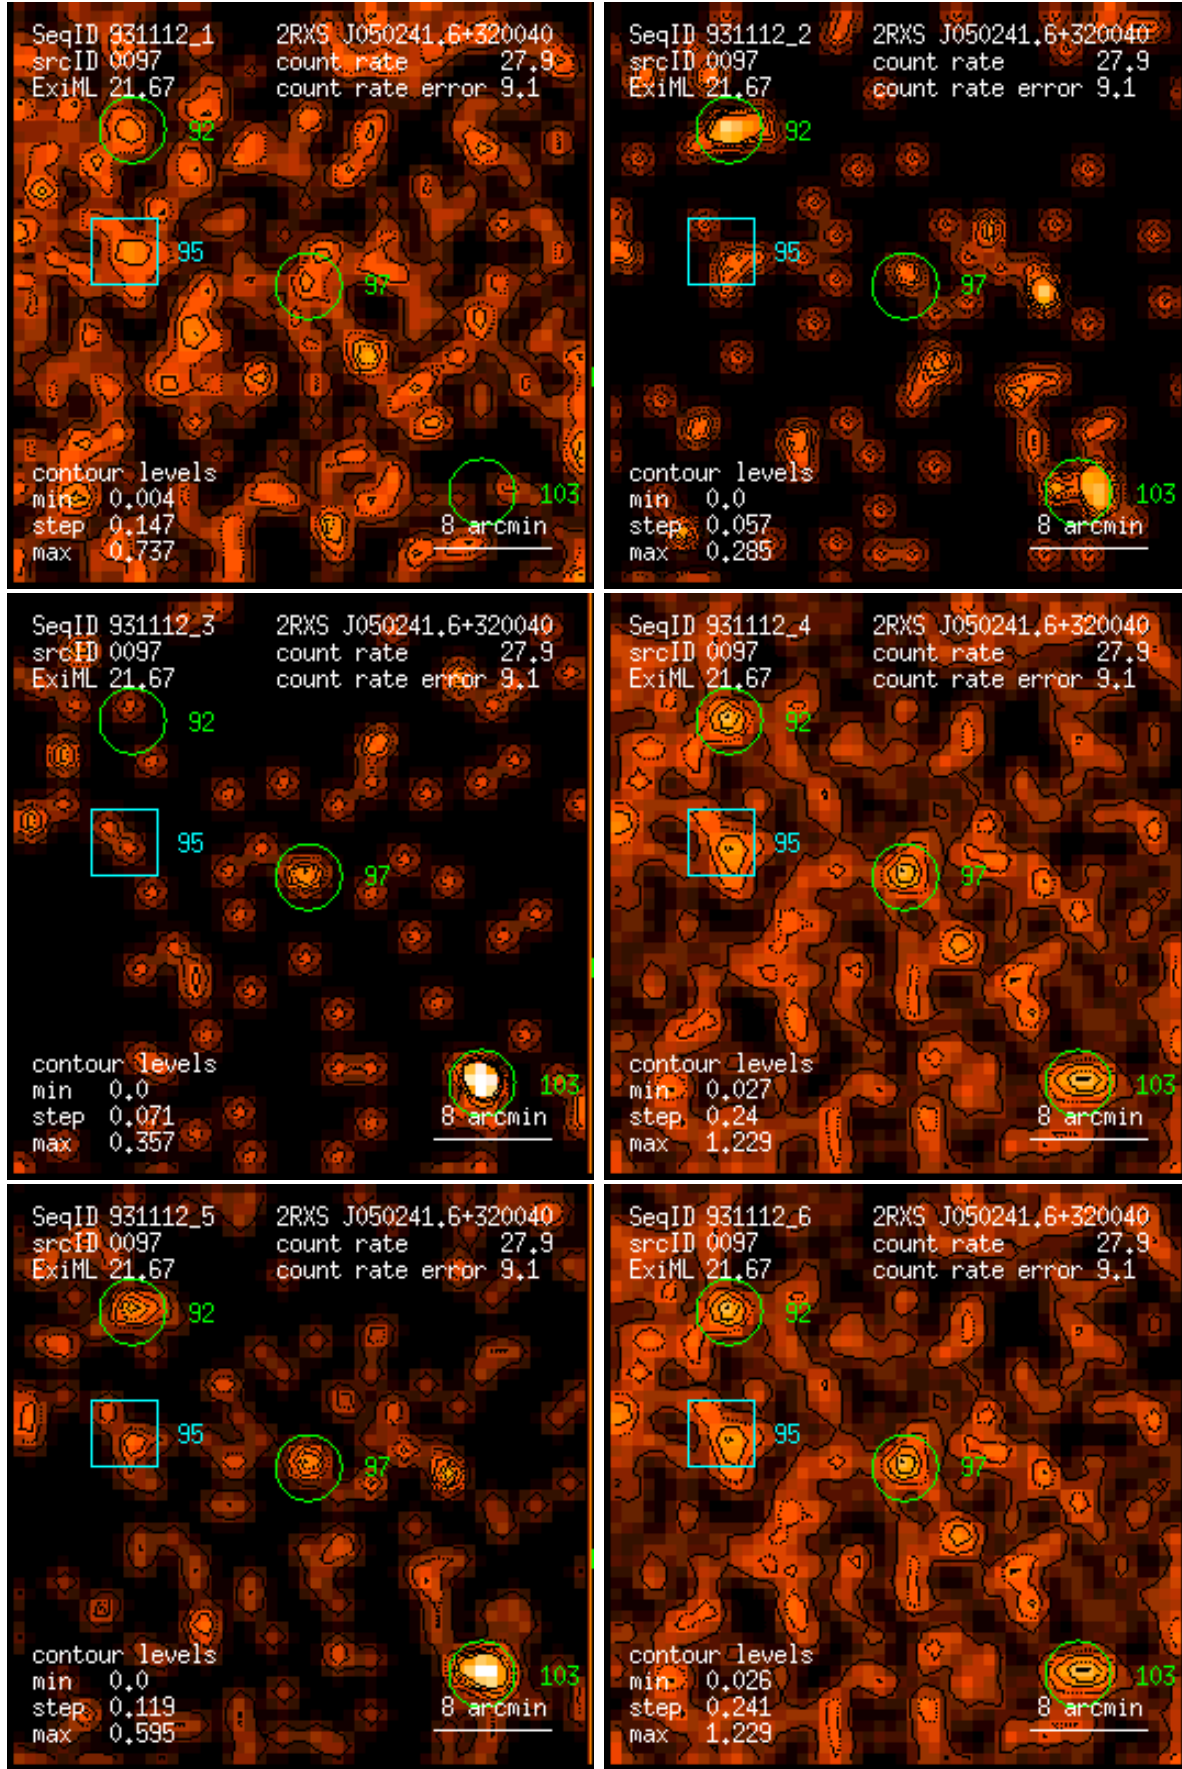 SeqID 931112_1 2RXS J050241.6+320040
srcID 0097 count rate 27.9
ExiML 21.67 count rate error 9.1
92
95
97
contour levels
min 0.004
103
step 0.147
8 arcmin
max 0.737
SeqID 931112_2 2RXS J050241.6+320040
srcID 0097 count rate 27.9
ExiML 21.67 count rate error 9.1
92
95
97
contour levels
min 0.0
103
step 0.057
8 arcmin
max 0.285
SeqID 931112_3 2RXS J050241.6+320040
srcID 0097 count rate 27.9
ExiML 21.67 count rate error 9.1
92
95
97
contour levels
min 0.0
103
step 0.071
8 arcmin
max 0.357
SeqID 931112_4 2RXS J050241.6+320040
srcID 0097 count rate 27.9
ExiML 21.67 count rate error 9.1
92
95
97
contour levels
min 0.027
103
step 0.24
8 arcmin
max 1.229
SeqID 931112_5 2RXS J050241.6+320040
srcID 0097 count rate 27.9
ExiML 21.67 count rate error 9.1
92
95
97
contour levels
min 0.0
103
step 0.119
8 arcmin
max 0.595
SeqID 931112_6 2RXS J050241.6+320040
srcID 0097 count rate 27.9
ExiML 21.67 count rate error 9.1
92
95
97
contour levels
min 0.026
103
step 0.241
8 arcmin
max 1.229